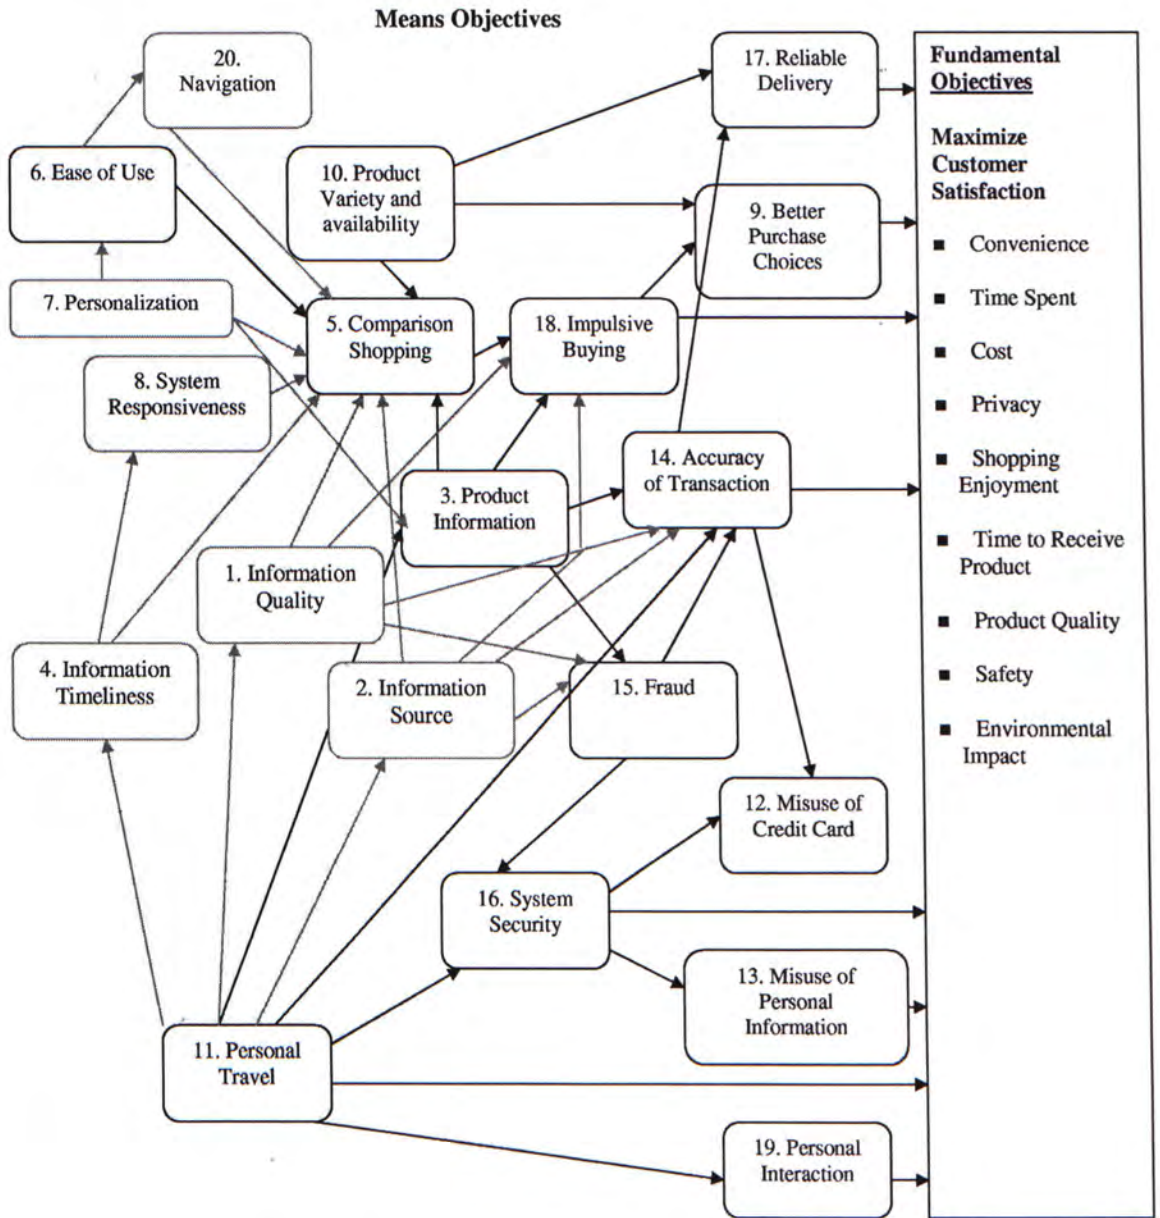 Means Objectives
20.
Navigation
17. Reliable
Delivery
Fundamental
Objectives
Maximize
Customer
Satisfaction
■ Convenience
■ Time Spent
■ Cost
■ Privacy
■ Shopping
Enjoyment
■ Time to Receive
Product
■ Product Quality
■ Safety
■ Environmental
Impact
6. Ease of Use
10. Product
Variety and
availability
9. Better
Purchase
Choices
7. Personalization
5. Comparison
Shopping
18. Impulsive
Buying
8. System
Responsiveness
14. Accuracy
of Transaction
3. Product
Information
1. Information
Quality
4. Information
Timeliness
2. Information
Source
15. Fraud
12. Misuse of
Credit Card
16. System
Security
13. Misuse of
Personal
Information
11. Personal
Travel
19. Personal
Interaction